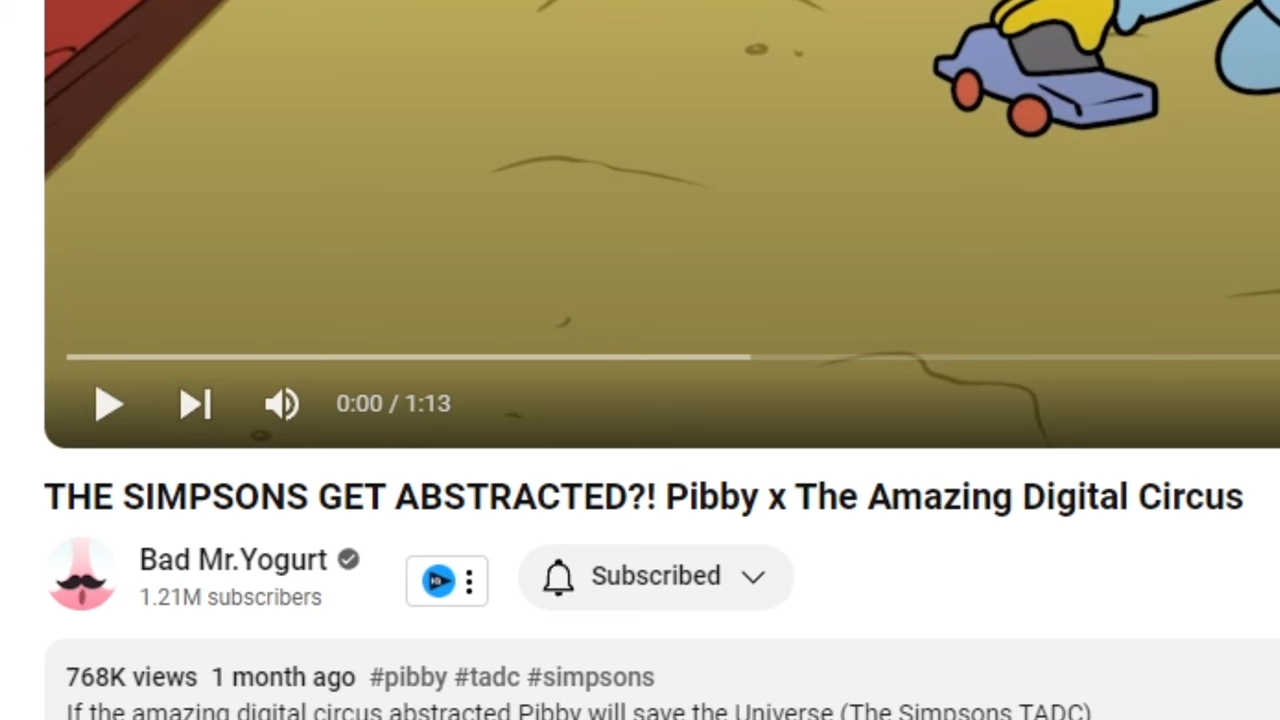 0:00 / 1:13
THE SIMPSONS GET ABSTRACTED?! Pibby x The Amazing Digital Circus
Bad Mr.Yogurt
1.21M subscribers
Subscribed
768K views 1 month ago #pibby #tadc #simpsons
If the amazing digital circus abstracted Pibby will save the Universe (The Simpsons TADC)